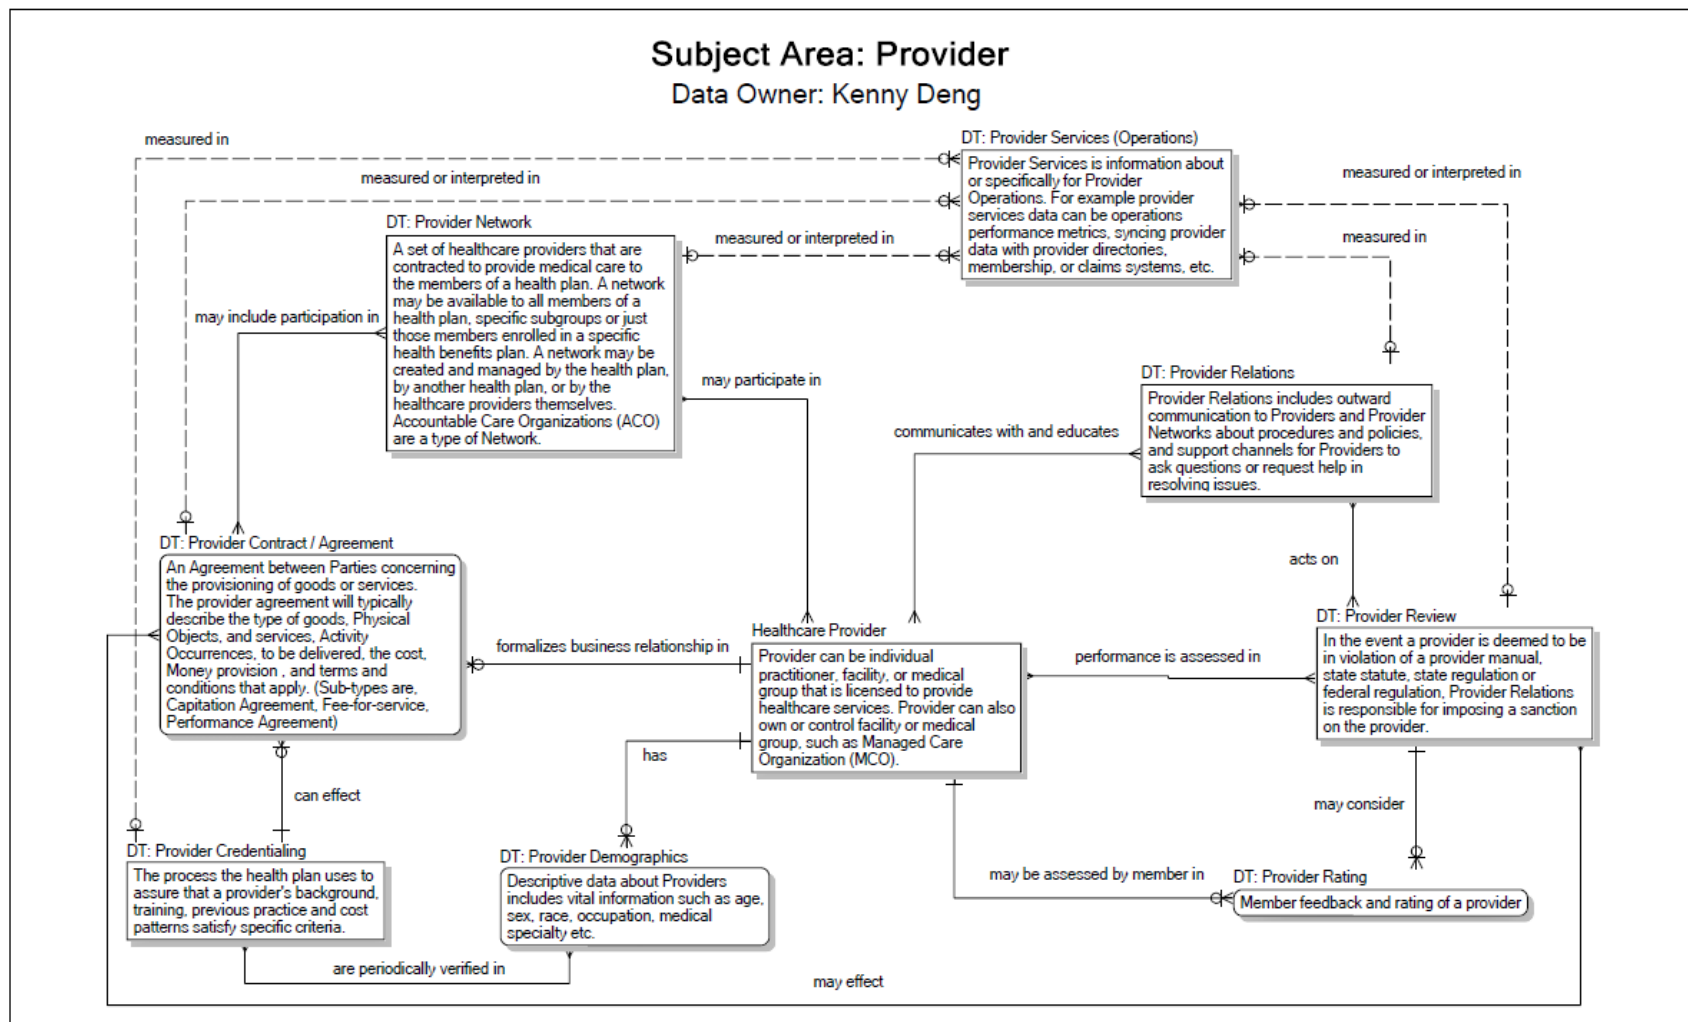 Subject Area: Provider
Data Owner: Kenny Deng
measured in
measured or interpreted in
DT: Provider Services (Operations)
Provider Services is information about
or specifically for Provider
Operations. For example provider
services data can be operations
performance metrics, syncing provider
data with provider directories,
membership, or claims systems, etc.
measured or interpreted in
measured in
DT: Provider Network
A set of healthcare providers that are
contracted to provide medical care to
the members of a health plan. A network
may be available to all members of a
health plan, specific subgroups or just
those members enrolled in a specific
health benefits plan. A network may be
created and managed by the health plan,
by another health plan, or by the
healthcare providers themselves.
Accountable Care Organizations (ACO)
are a type of Network.
measured or interpreted in
may include participation in
may participate in
DT: Provider Relations
Provider Relations includes outward
communication to Providers and Provider
Networks about procedures and policies,
and support channels for Providers to
ask questions or request help in
resolving issues.
communicates with and educates
acts on
DT: Provider Contract / Agreement
An Agreement between Parties concerning
the provisioning of goods or services.
The provider agreement will typically
describe the type of goods, Physical
Objects, and services, Activity
Occurrences, to be delivered, the cost,
Money provision , and terms and
conditions that apply. (Sub-types are,
Capitation Agreement, Fee-for-service,
Performance Agreement)
formalizes business relationship in
Healthcare Provider
Provider can be individual
practitioner, facility, or medical
group that is licensed to provide
healthcare services. Provider can also
own or control facility or medical
group, such as Managed Care
Organization (MCO).
performance is assessed in
DT: Provider Review
In the event a provider is deemed to be
in violation of a provider manual,
state statute, state regulation or
federal regulation, Provider Relations
is responsible for imposing a sanction
on the provider.
has
can effect
may consider
DT: Provider Credentialing
The process the health plan uses to
assure that a provider's background,
training, previous practice and cost
patterns satisfy specific criteria.
DT: Provider Demographics
Descriptive data about Providers
includes vital information such as age,
sex, race, occupation, medical
specialty etc.
may be assessed by member in
DT: Provider Rating
Member feedback and rating of a provider
are periodically verified in
may effect